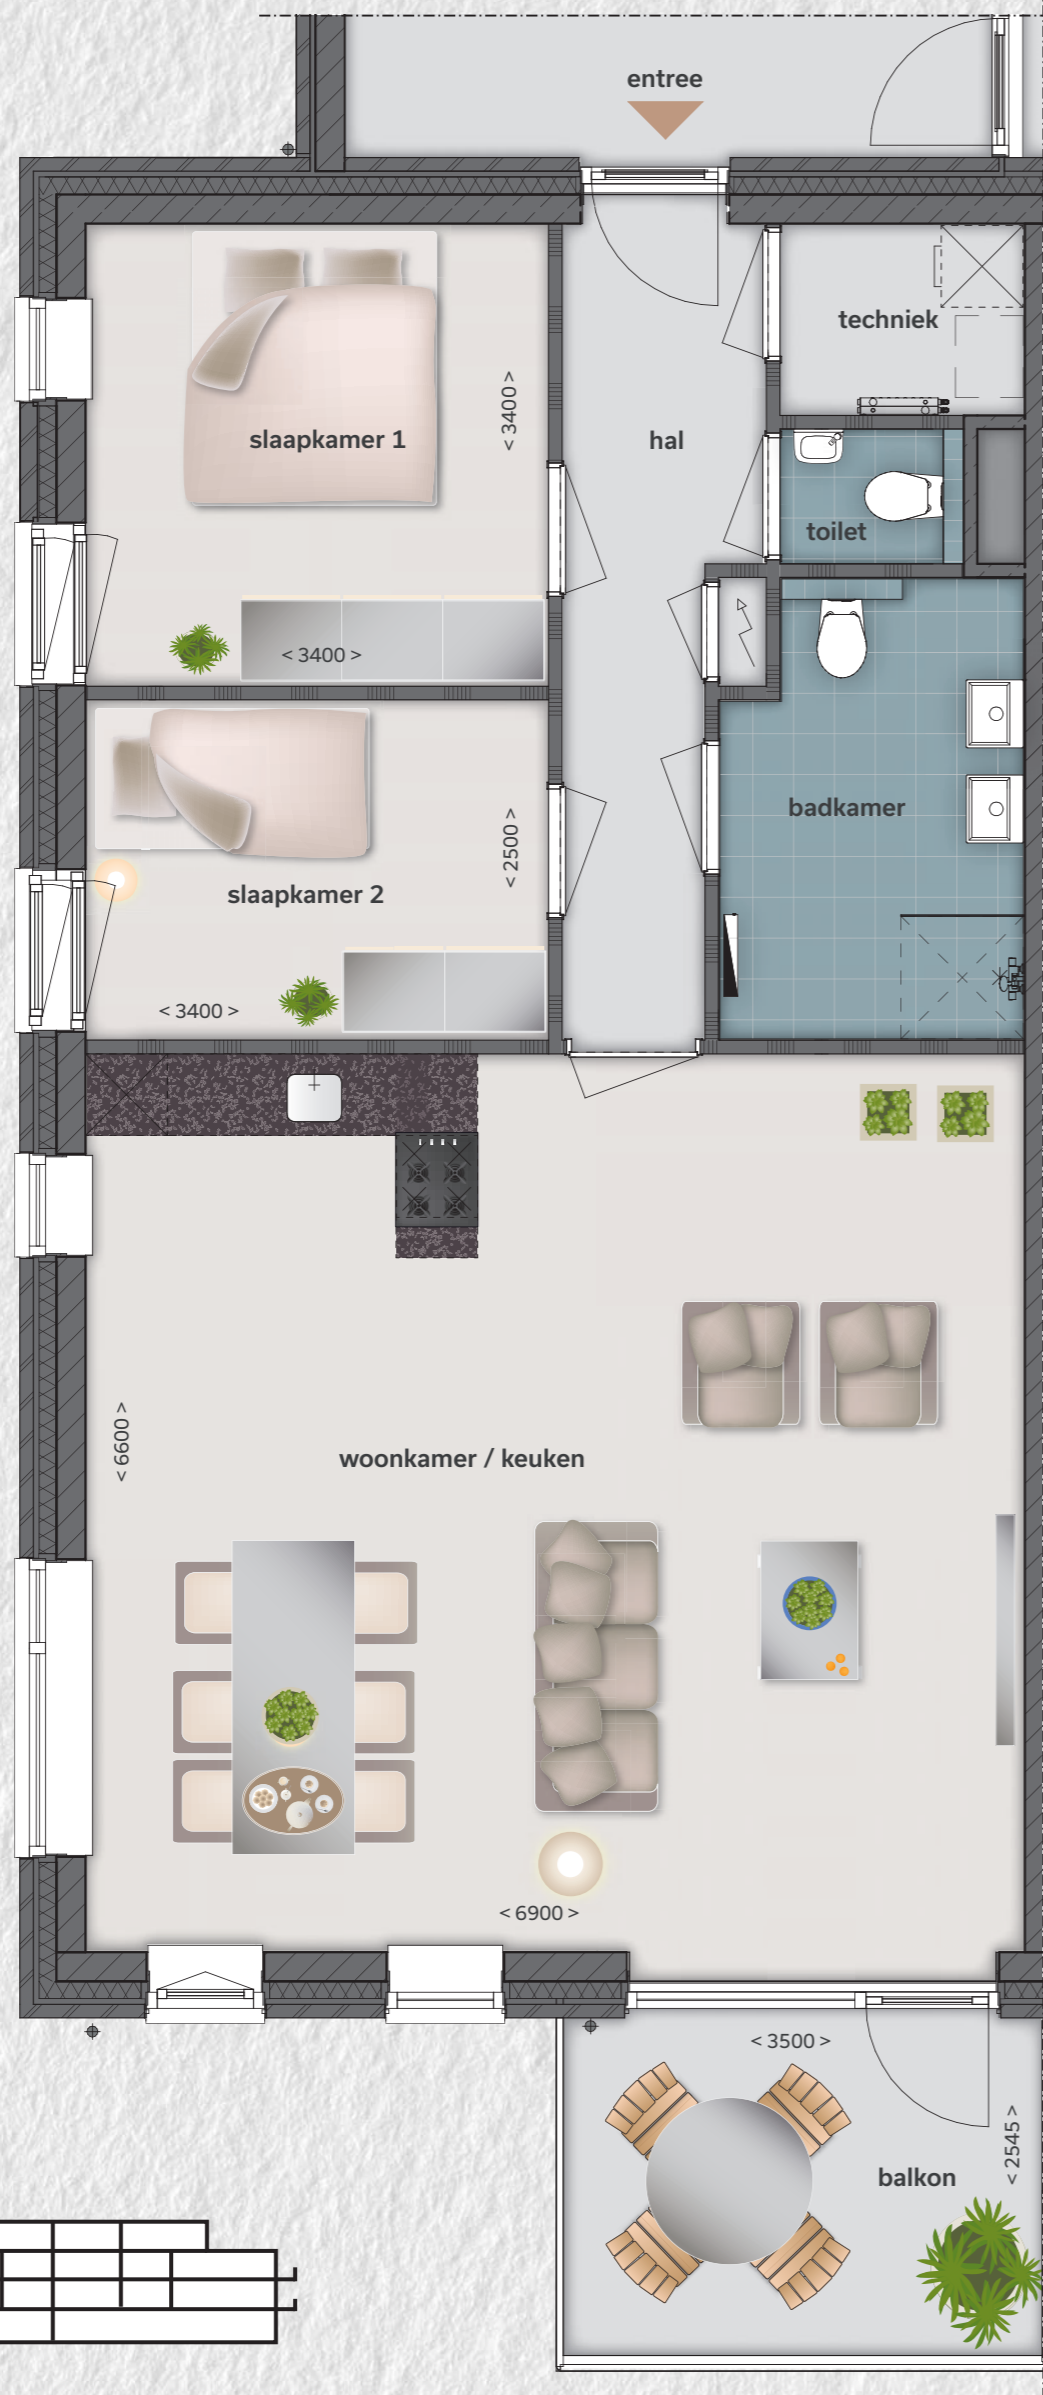 entree
techniek
< 3400 >
slaapkamer 1
hal
toilet
< 3400 >
badkamer
< 2500 >
slaapkamer 2
< 3400 >
< 6600 >
woonkamer / keuken
< 6900 >
< 3500 >
< 2545 >
balkon